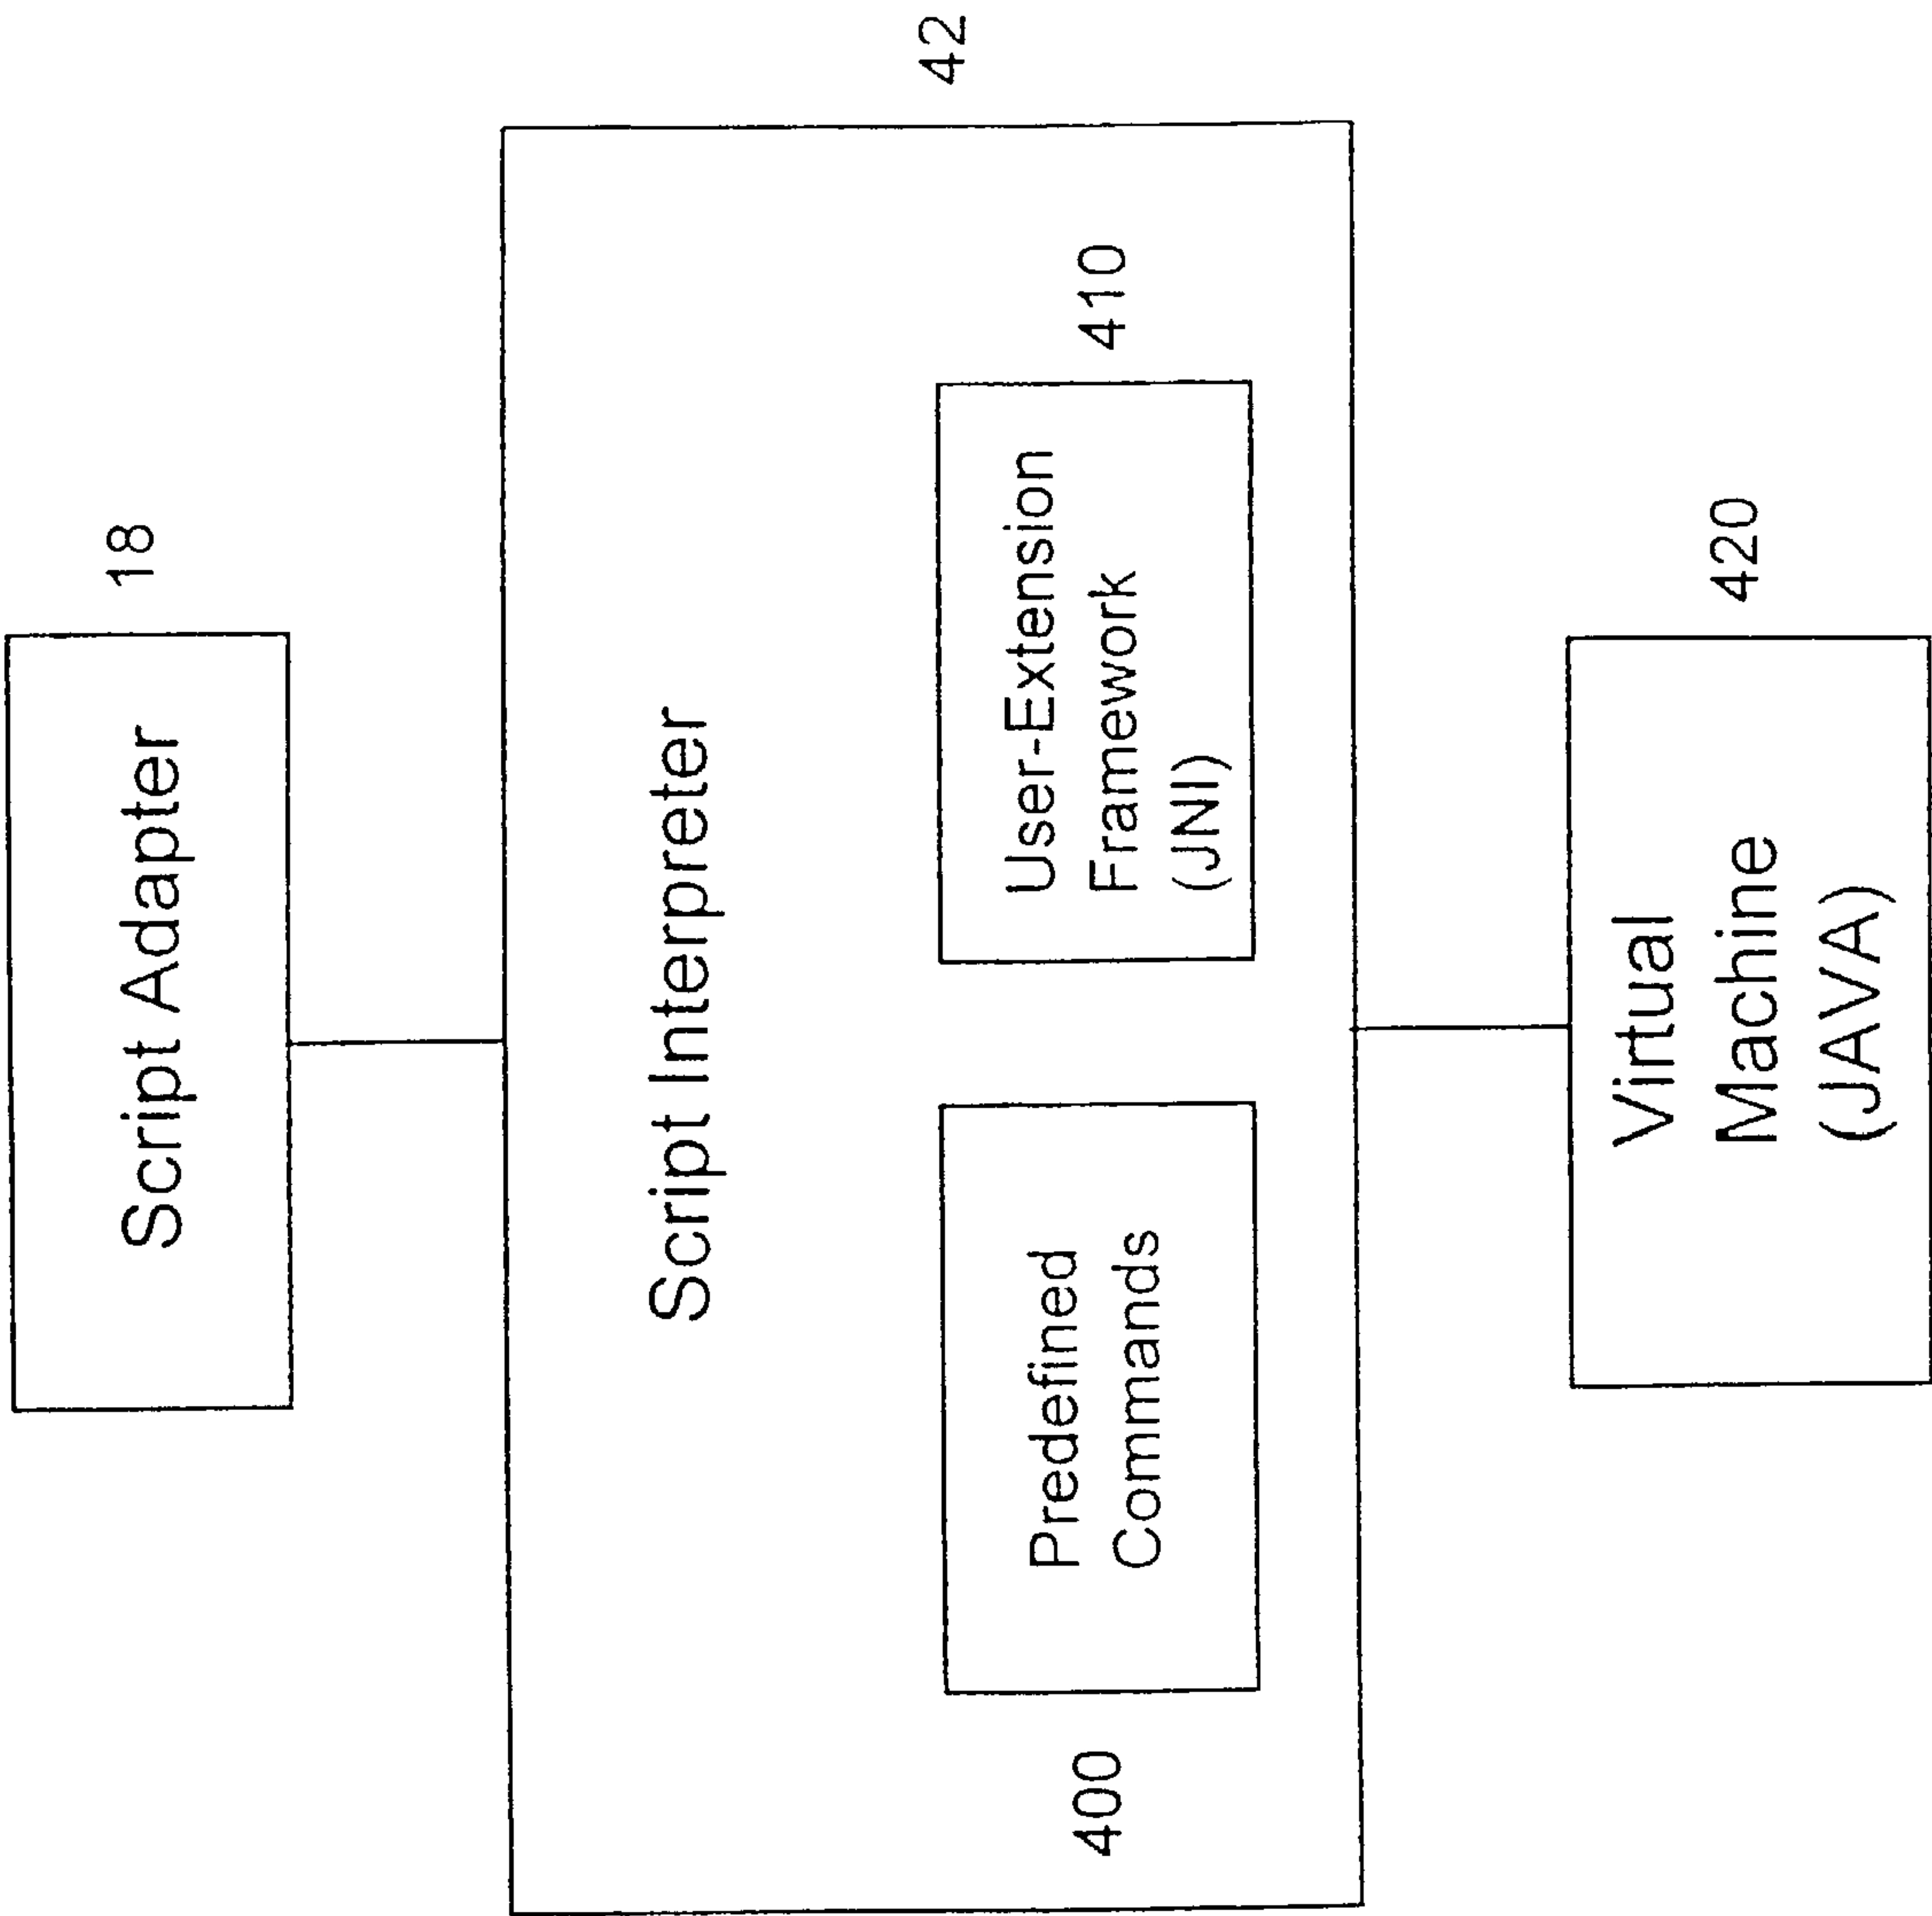 Script Adapter
18
42
Script Interpreter
400
Predefined
Commands
User-Extension
Framework
(JNI)
410
Virtual
Machine
(JAVA)
420